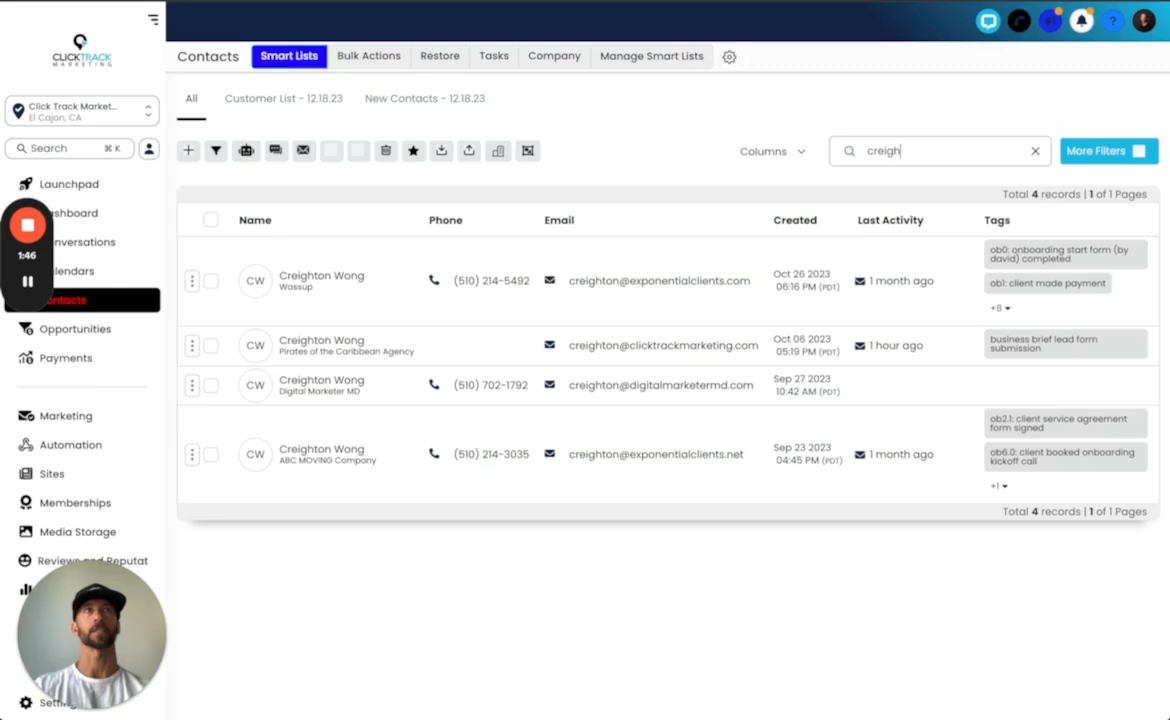 CLICKTRACK
MARKETING
Click Track Market...
El Cajon, CA
Search ⌘ K
Launchpad
shboard
nversations
lendars
ontacts
Opportunities
Payments
Marketing
Automation
Sites
Memberships
Media Storage
Reviews and Reputat
Setting
1:46
Contacts Smart Lists Bulk Actions Restore Tasks Company Manage Smart Lists
?
All Customer List - 12.18.23 New Contacts - 12.18.23
Columns creigh More Filters
Total 4 records | 1 of 1 Pages
Name Phone Email Created Last Activity Tags
CW Creighton Wong
Wassup
(510) 214-5492 creighton@exponentialclients.com
Oct 26 2023
06:16 PM (PDT)
1 month ago
ob0: onboarding start form (by
david) completed
ob1: client made payment
+8
CW Creighton Wong
Pirates of the Caribbean Agency
creighton@clicktrackmarketing.com
Oct 06 2023
05:19 PM (PDT)
1 hour ago
business brief lead form
submission
CW Creighton Wong
Digital Marketer MD
(510) 702-1792 creighton@digitalmarketermd.com
Sep 27 2023
10:42 AM (PDT)
CW Creighton Wong
ABC MOVING Company
(510) 214-3035 creighton@exponentialclients.net
Sep 23 2023
04:45 PM (PDT)
1 month ago
ob2.1: client service agreement
form signed
ob6.0: client booked onboarding
kickoff call
+1
Total 4 records | 1 of 1 Pages